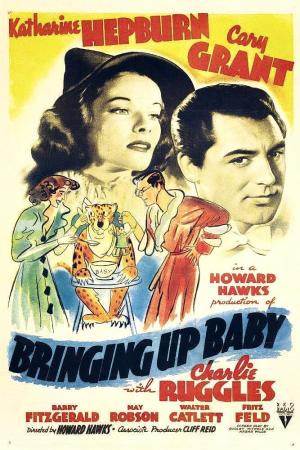 Katharine HEPBURN
Cary GRANT
BABY
in a
HOWARD
HAWKS
production of
BRINGING UP BABY
with Charlie
RUGGLES
BARRY FITZGERALD
MAY ROBSON
WALTER CATLETT
FRITZ FELD
Directed by HOWARD HAWKS - Associate Producer CLIFF REID
RKO
RADIO